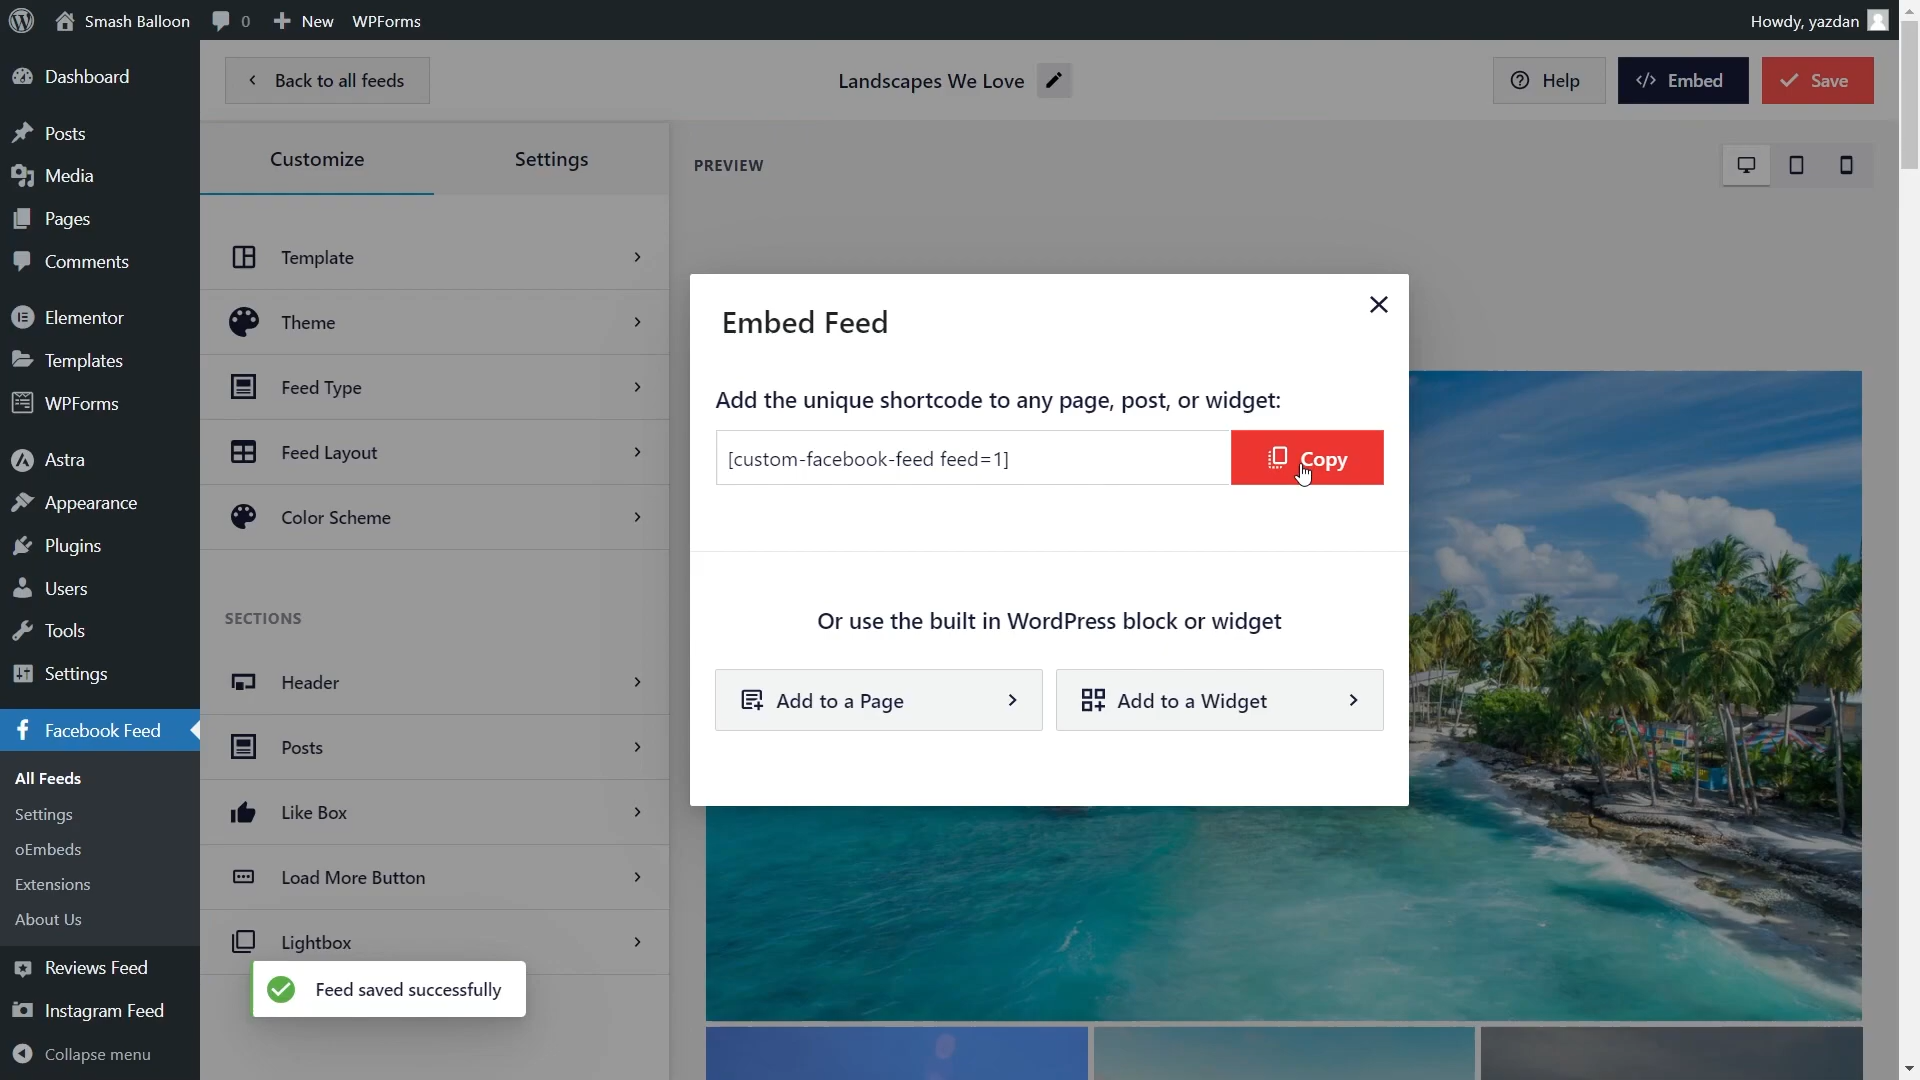 Smash Balloon
0
New
WPForms
Howdy, yazdan
Dashboard
Posts
Media
Pages
Comments
Elementor
Templates
WPForms
Astra
Appearance
Plugins
Users
Tools
Settings
Facebook Feed
All Feeds
Settings
oEmbeds
Extensions
About Us
Reviews Feed
Instagram Feed
Collapse menu
Back to all feeds
Landscapes We Love
Help
Embed
Save
Customize
Settings
Template
Theme
Feed Type
Feed Layout
Color Scheme
SECTIONS
Header
Posts
Like Box
Load More Button
Lightbox
Feed saved successfully
PREVIEW
Embed Feed
Add the unique shortcode to any page, post, or widget:
[custom-facebook-feed feed=1]
Copy
Or use the built in WordPress block or widget
Add to a Page
Add to a Widget